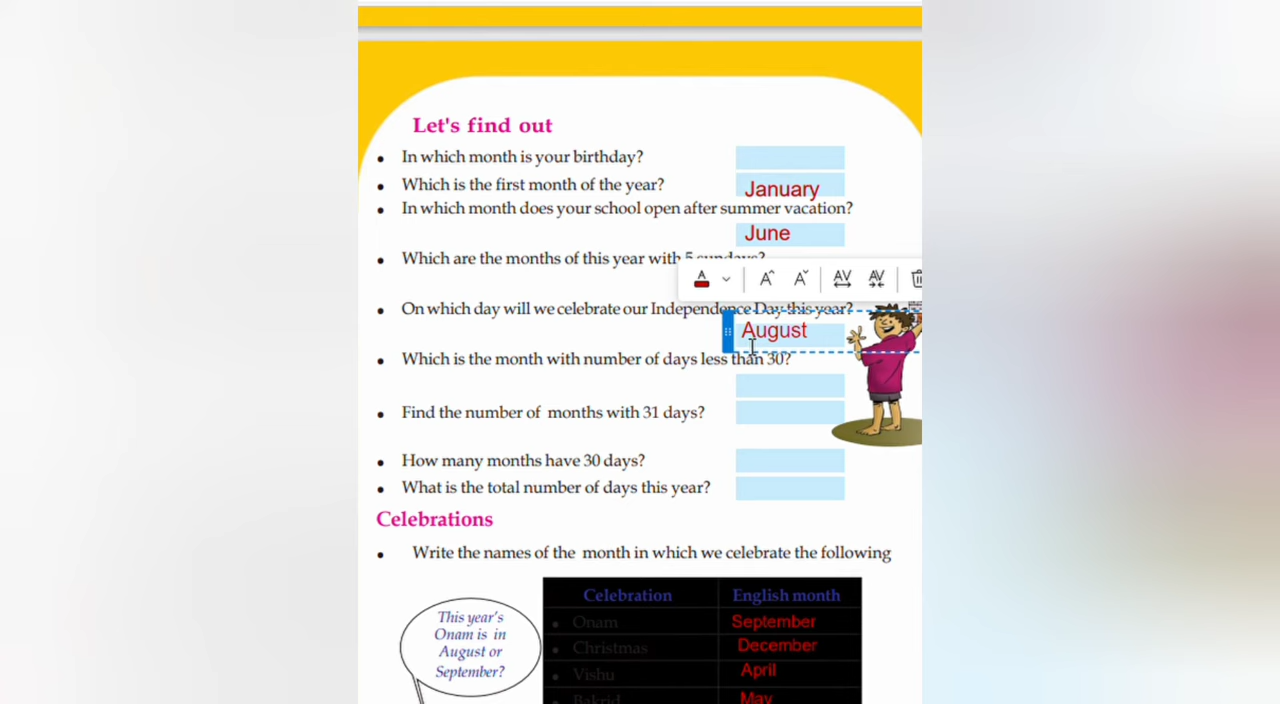 Let's find out
• In which month is your birthday?
• Which is the first month of the year? January
• In which month does your school open after summer vacation?
June
• Which are the months of this year with 5 sundays?
• On which day will we celebrate our Independence Day this year?
August
• Which is the month with number of days less than 30?
• Find the number of months with 31 days?
• How many months have 30 days?
• What is the total number of days this year?
Celebrations
• Write the names of the month in which we celebrate the following
Celebration English month
• Onam September
• Christmas December
• Vishu April
• Bakrid May
This year's
Onam is in
August or
September?